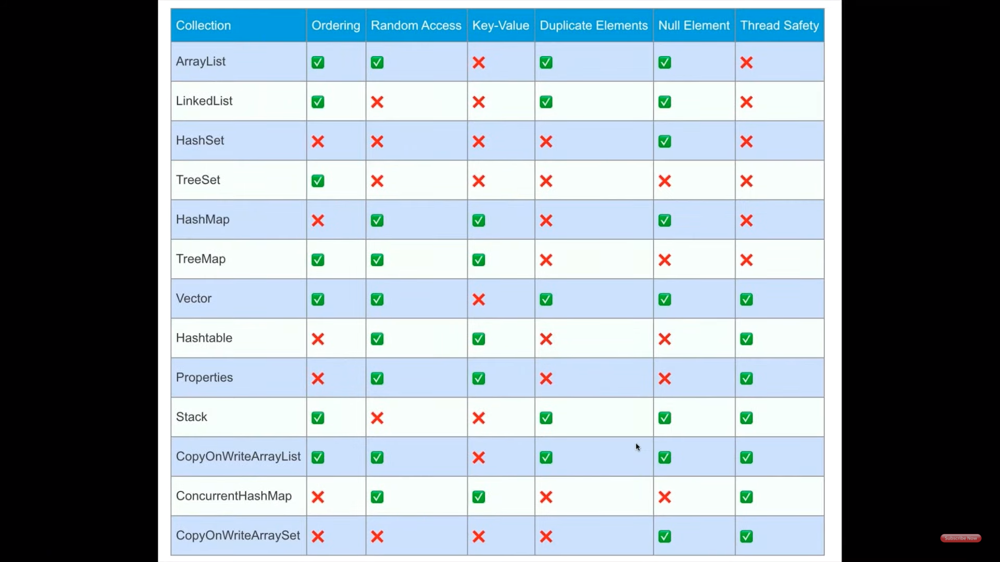 Collection Ordering Random Access Key-Value Duplicate Elements Null Element Thread Safety
ArrayList ✅ ✅ ❌ ✅ ✅ ❌
LinkedList ✅ ❌ ❌ ✅ ✅ ❌
HashSet ❌ ❌ ❌ ❌ ✅ ❌
TreeSet ✅ ❌ ❌ ❌ ❌ ❌
HashMap ❌ ✅ ✅ ❌ ✅ ❌
TreeMap ✅ ✅ ✅ ❌ ❌ ❌
Vector ✅ ✅ ❌ ✅ ✅ ✅
Hashtable ❌ ✅ ✅ ❌ ❌ ✅
Properties ❌ ✅ ✅ ❌ ❌ ✅
Stack ✅ ❌ ❌ ✅ ✅ ✅
CopyOnWriteArrayList ✅ ✅ ❌ ✅ ✅ ✅
ConcurrentHashMap ❌ ✅ ✅ ❌ ❌ ✅
CopyOnWriteArraySet ❌ ❌ ❌ ❌ ✅ ✅
Subscribe Now